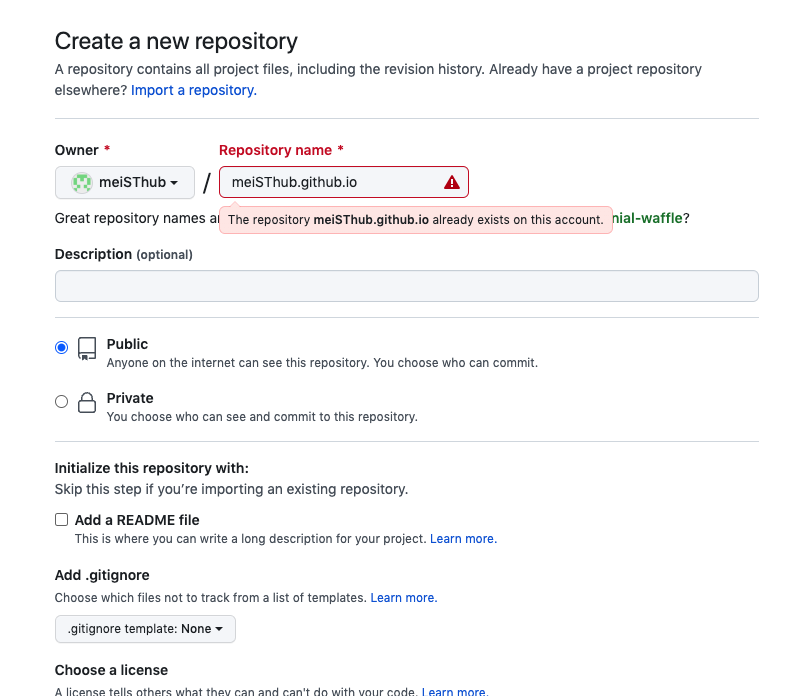 Create a new repository
A repository contains all project files, including the revision history. Already have a project repository
elsewhere? Import a repository.
Owner * Repository name *
meiSThub / meiSThub.github.io
Great repository names a nial-waffle?
The repository meiSThub.github.io already exists on this account.
Description (optional)
Public
Anyone on the internet can see this repository. You choose who can commit.
Private
You choose who can see and commit to this repository.
Initialize this repository with:
Skip this step if you’re importing an existing repository.
Add a README file
This is where you can write a long description for your project. Learn more.
Add .gitignore
Choose which files not to track from a list of templates. Learn more.
.gitignore template: None
Choose a license
A license tells others what they can and can't do with your code. Learn more.